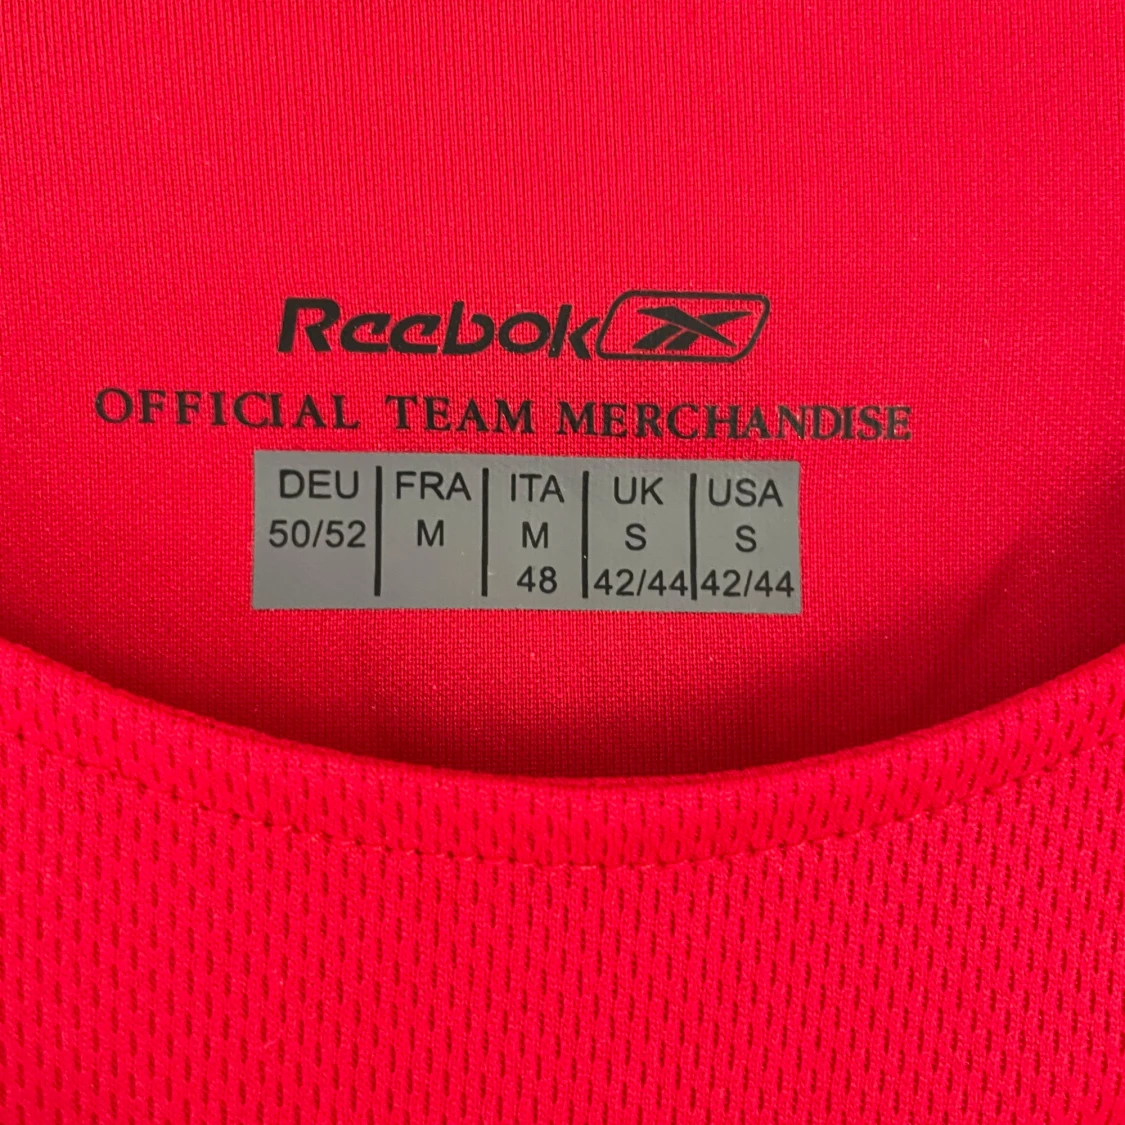 Reebok
OFFICIAL TEAM MERCHANDISE
DEU | FRA | ITA | UK | USA
50/52 | M | M | S | S
48 | 42/44 | 42/44